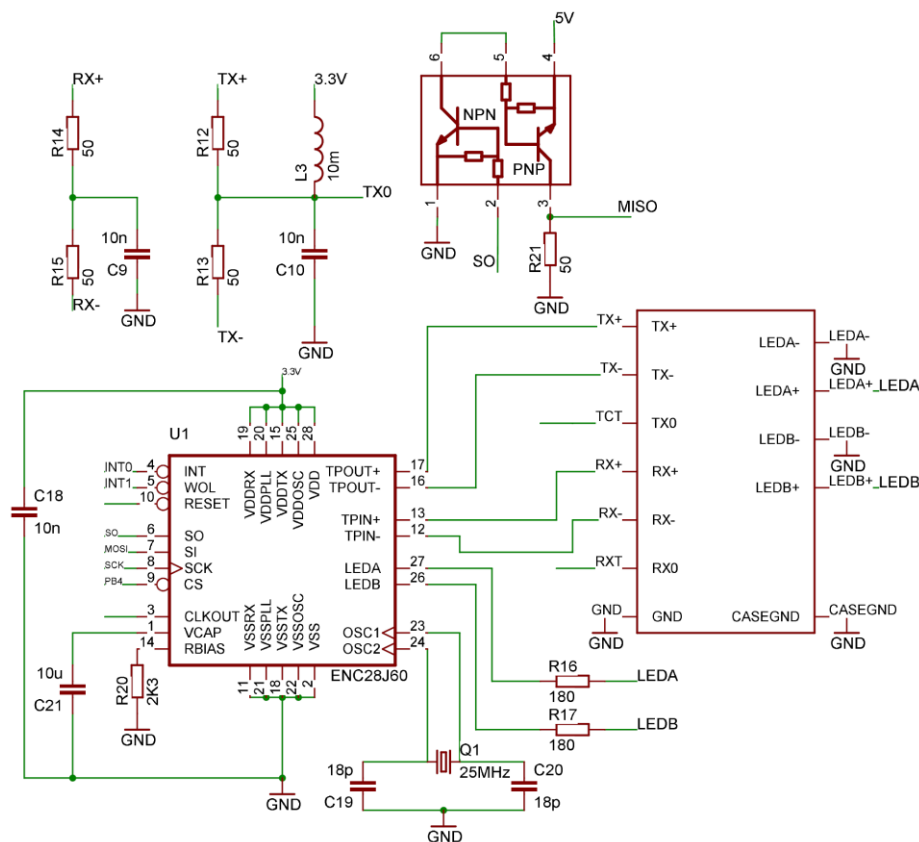 RX+
R14
50
R15
50
RX-
10n
C9
GND
TX+
R12
50
R13
50
TX-
3.3V
L3
10m
TX0
10n
C10
GND
5V
6
5
4
NPN
PNP
1
2
3
GND
SO
MISO
R21
50
GND
3.3V
C18
10n
U1
19
20
15
25
28
VDDRX
VDDPLL
VDDTX
VDDOSC
VDD
INT0
4
INT
INT1
5
WOL
10
RESET
SO
6
SO
MOSI
7
SI
SCK
8
SCK
PB4
9
CS
3
CLKOUT
1
VCAP
14
RBIAS
TPOUT+
17
TPOUT-
16
TPIN+
13
TPIN-
12
LEDA
27
LEDB
26
OSC1
23
OSC2
24
VSSRX
VSSPLL
VSSTX
VSSOSC
VSS
11
21
18
22
2
ENC28J60
10u
C21
R20
2K3
GND
GND
TX+
TX+
TX-
TX-
TCT
TX0
RX+
RX+
RX-
RX-
RXT
RX0
GND
GND
GND
LEDA-
LEDA-
GND
LEDA+
LEDA+
LEDA
LEDB-
LEDB-
GND
LEDB+
LEDB+
LEDB
CASEGND
CASEGND
GND
R16
180
LEDA
R17
180
LEDB
Q1
25MHz
18p
C19
C20
18p
GND